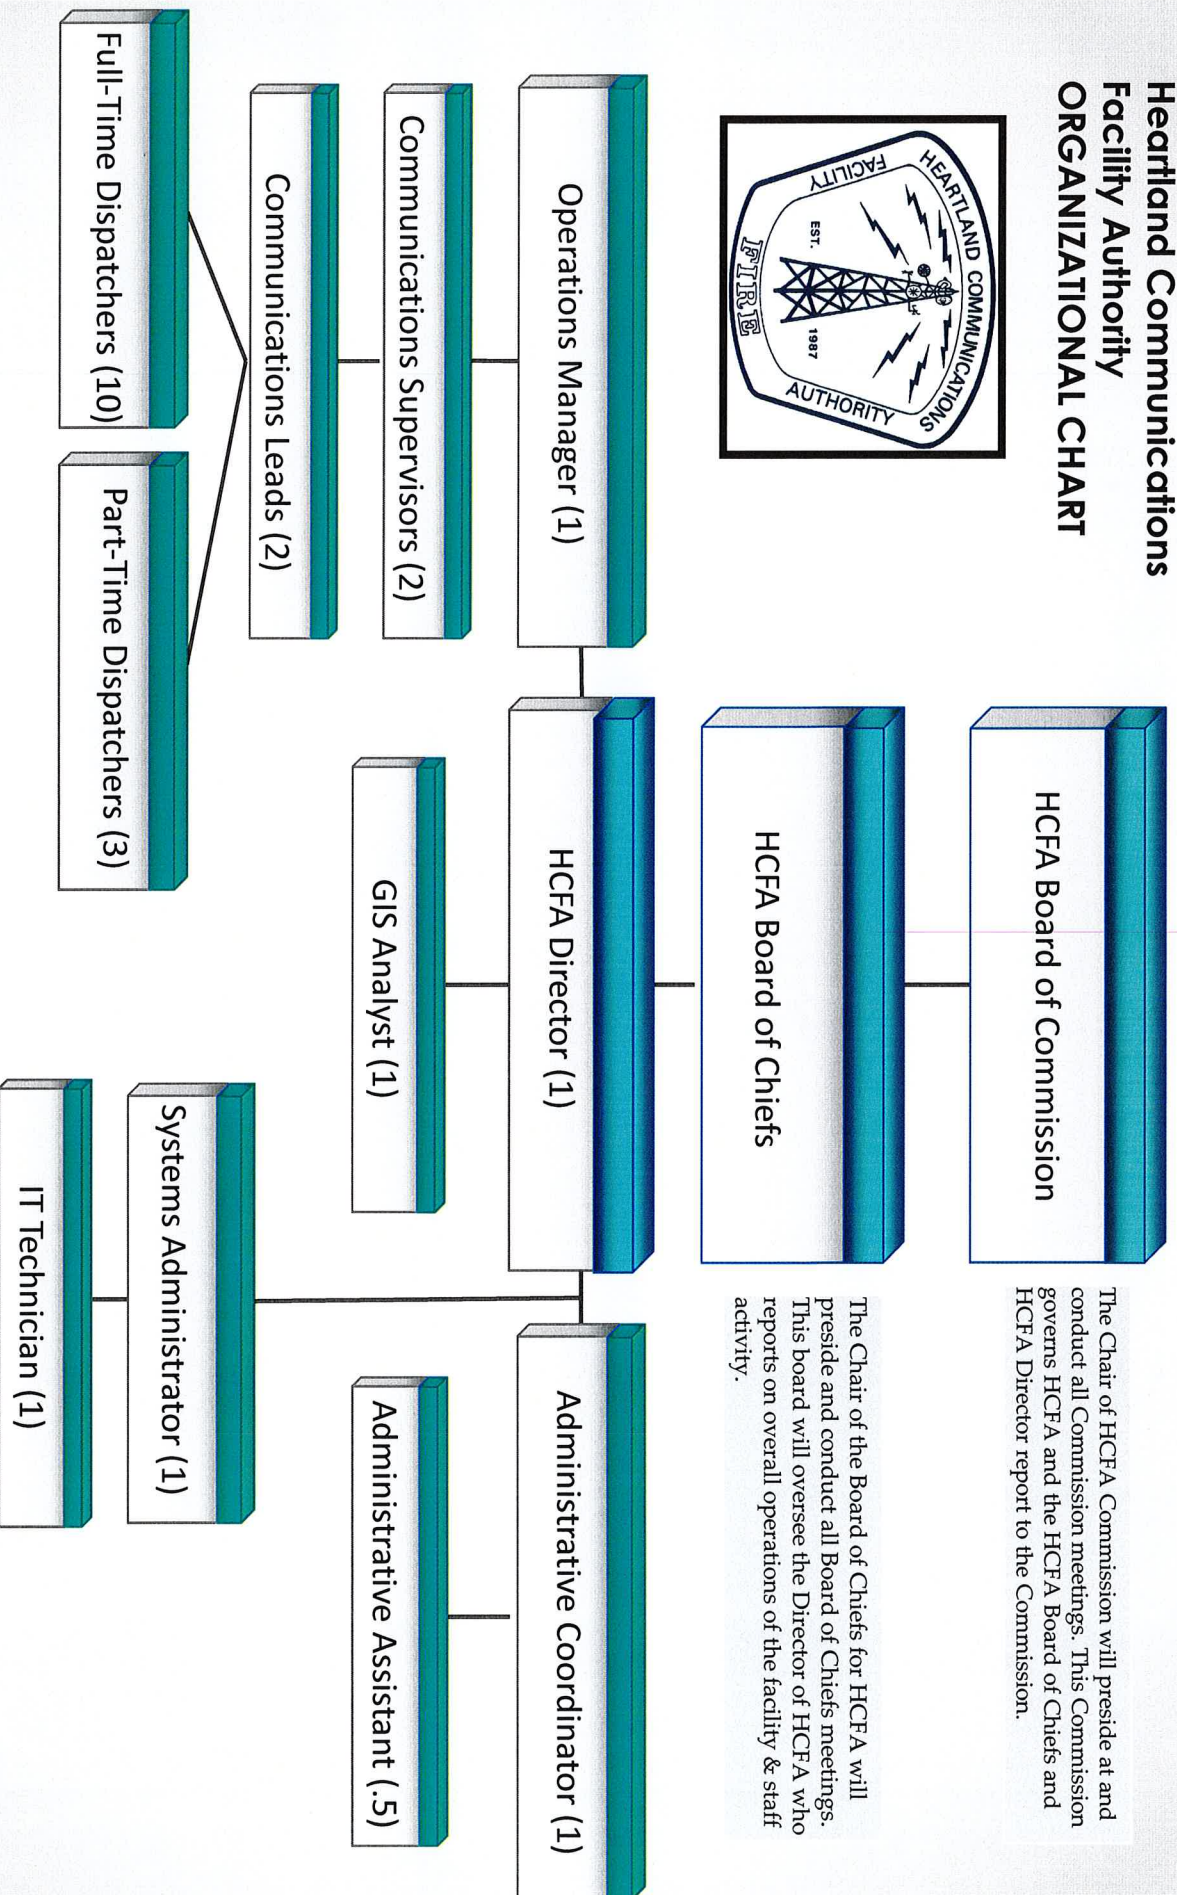 Heartland Communications
Facility Authority
ORGANIZATIONAL CHART
HEARTLAND COMMUNICATIONS
FACILITY
AUTHORITY
EST.
1987
FIRE
HCFA Board of Commission
The Chair of HCFA Commission will preside at and
conduct all Commission meetings. This Commission
governs HCFA and the HCFA Board of Chiefs and
HCFA Director report to the Commission.
HCFA Board of Chiefs
The Chair of the Board of Chiefs for HCFA will
preside and conduct all Board of Chiefs meetings.
This board will oversee the Director of HCFA who
reports on overall operations of the facility & staff
activity.
Operations Manager (1)
HCFA Director (1)
Administrative Coordinator (1)
Communications Supervisors (2)
GIS Analyst (1)
Administrative Assistant (.5)
Communications Leads (2)
Systems Administrator (1)
Full-Time Dispatchers (10)
Part-Time Dispatchers (3)
IT Technician (1)